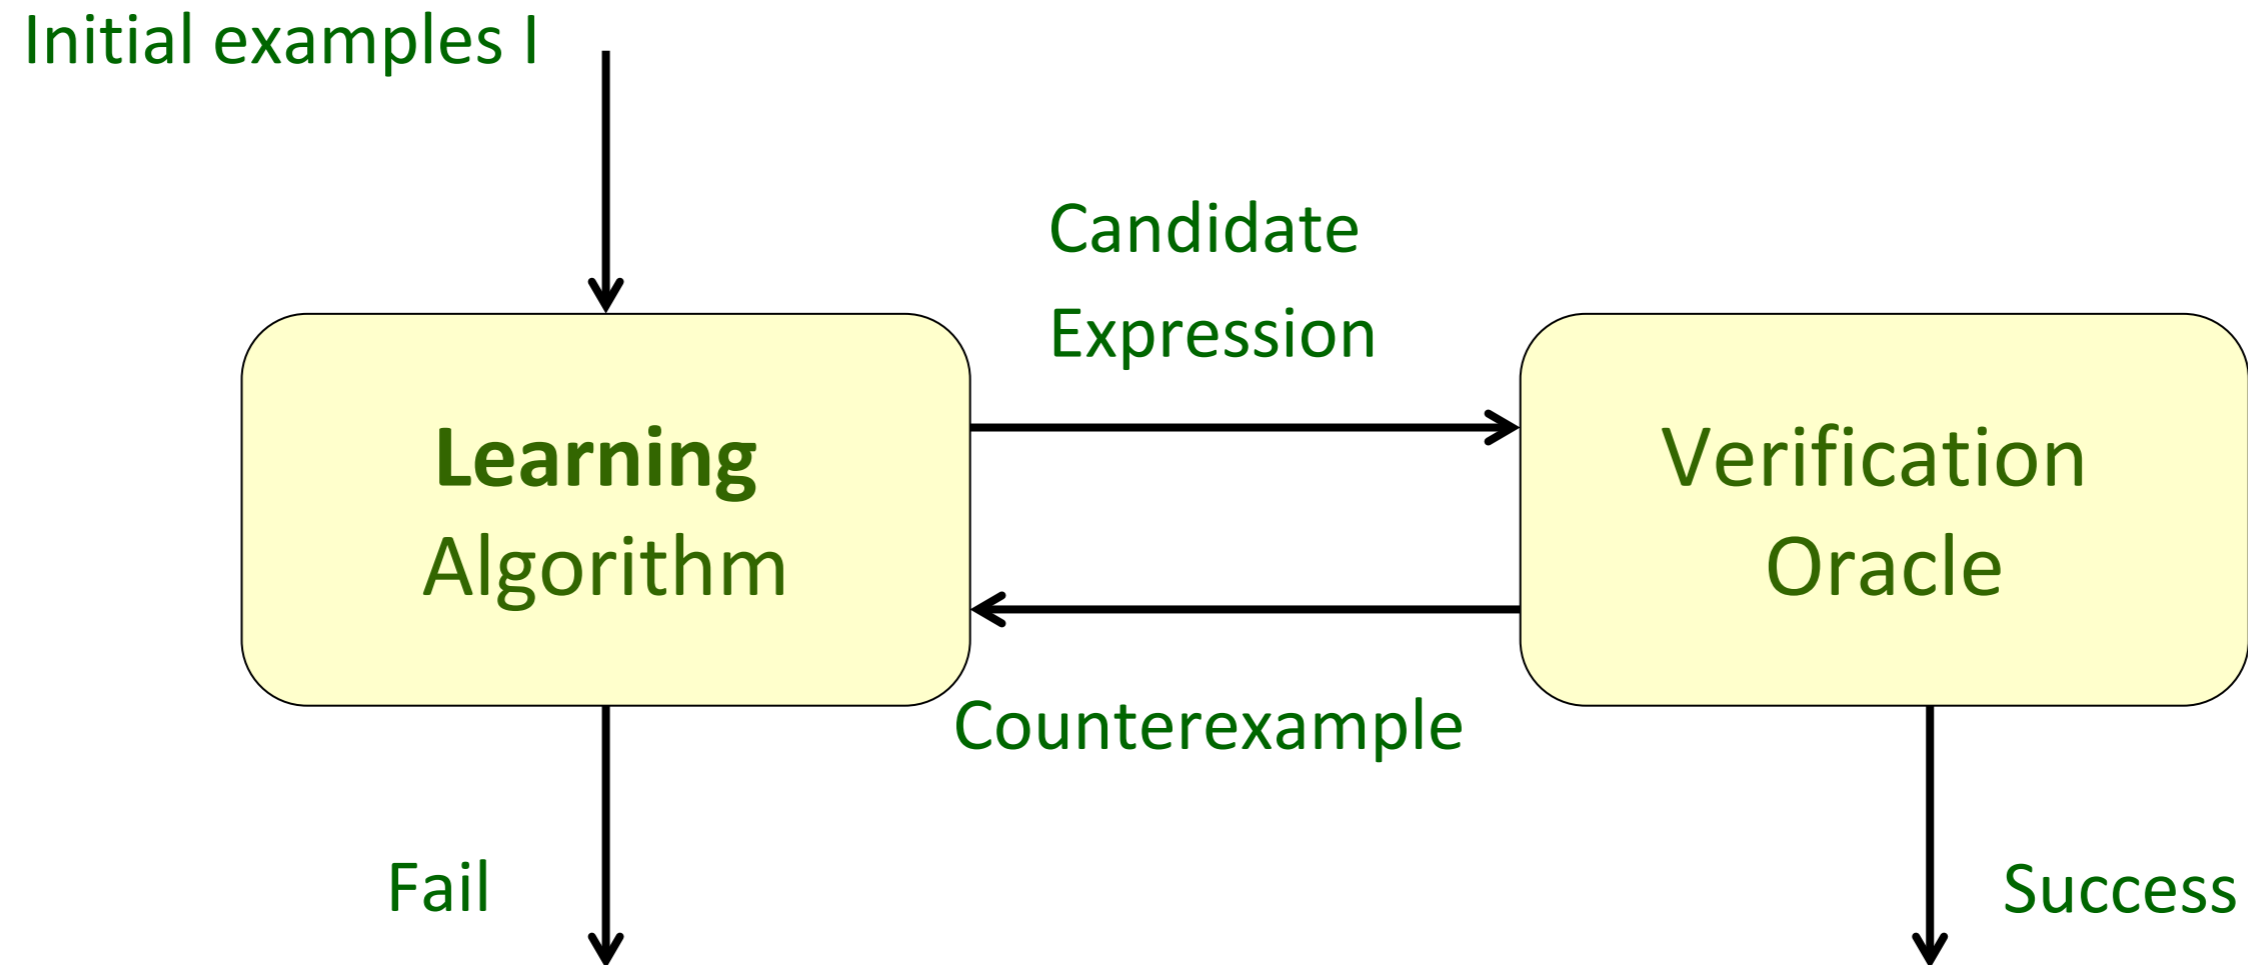 Initial examples I
Candidate
Expression
Learning
Algorithm
Verification
Oracle
Counterexample
Fail
Success